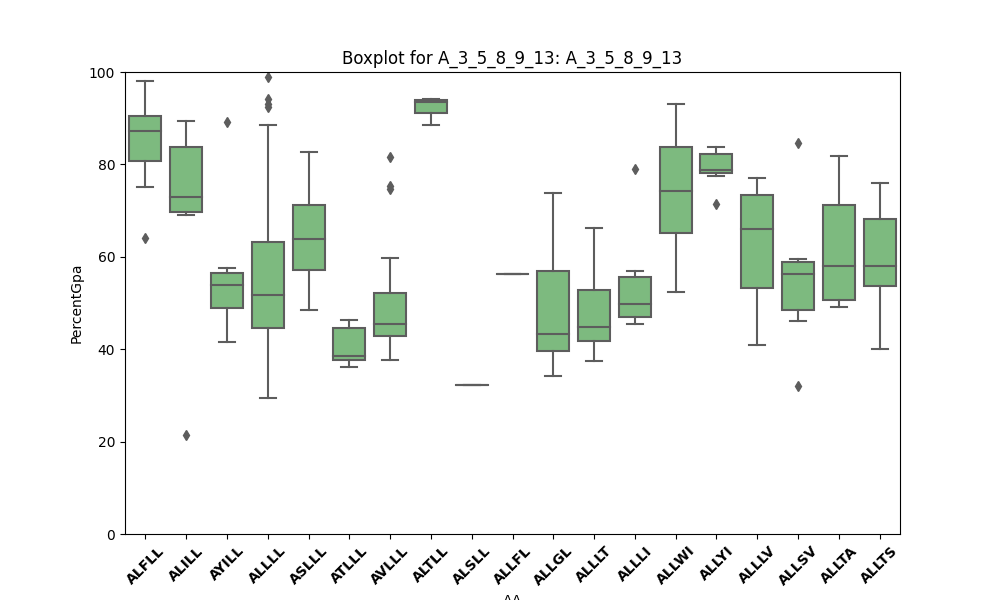 Boxplot for A_3_5_8_9_13: A_3_5_8_9_13
PercentGpa
100
80
60
40
20
0
ALFLL ALILL AYILL ALLLL ASLLL ATLLL AVLLL ALTLL ALSLL ALLFL ALLGL ALLLT ALLLI ALLWI ALLYI ALLLV ALLSV ALLTA ALLTS
AA